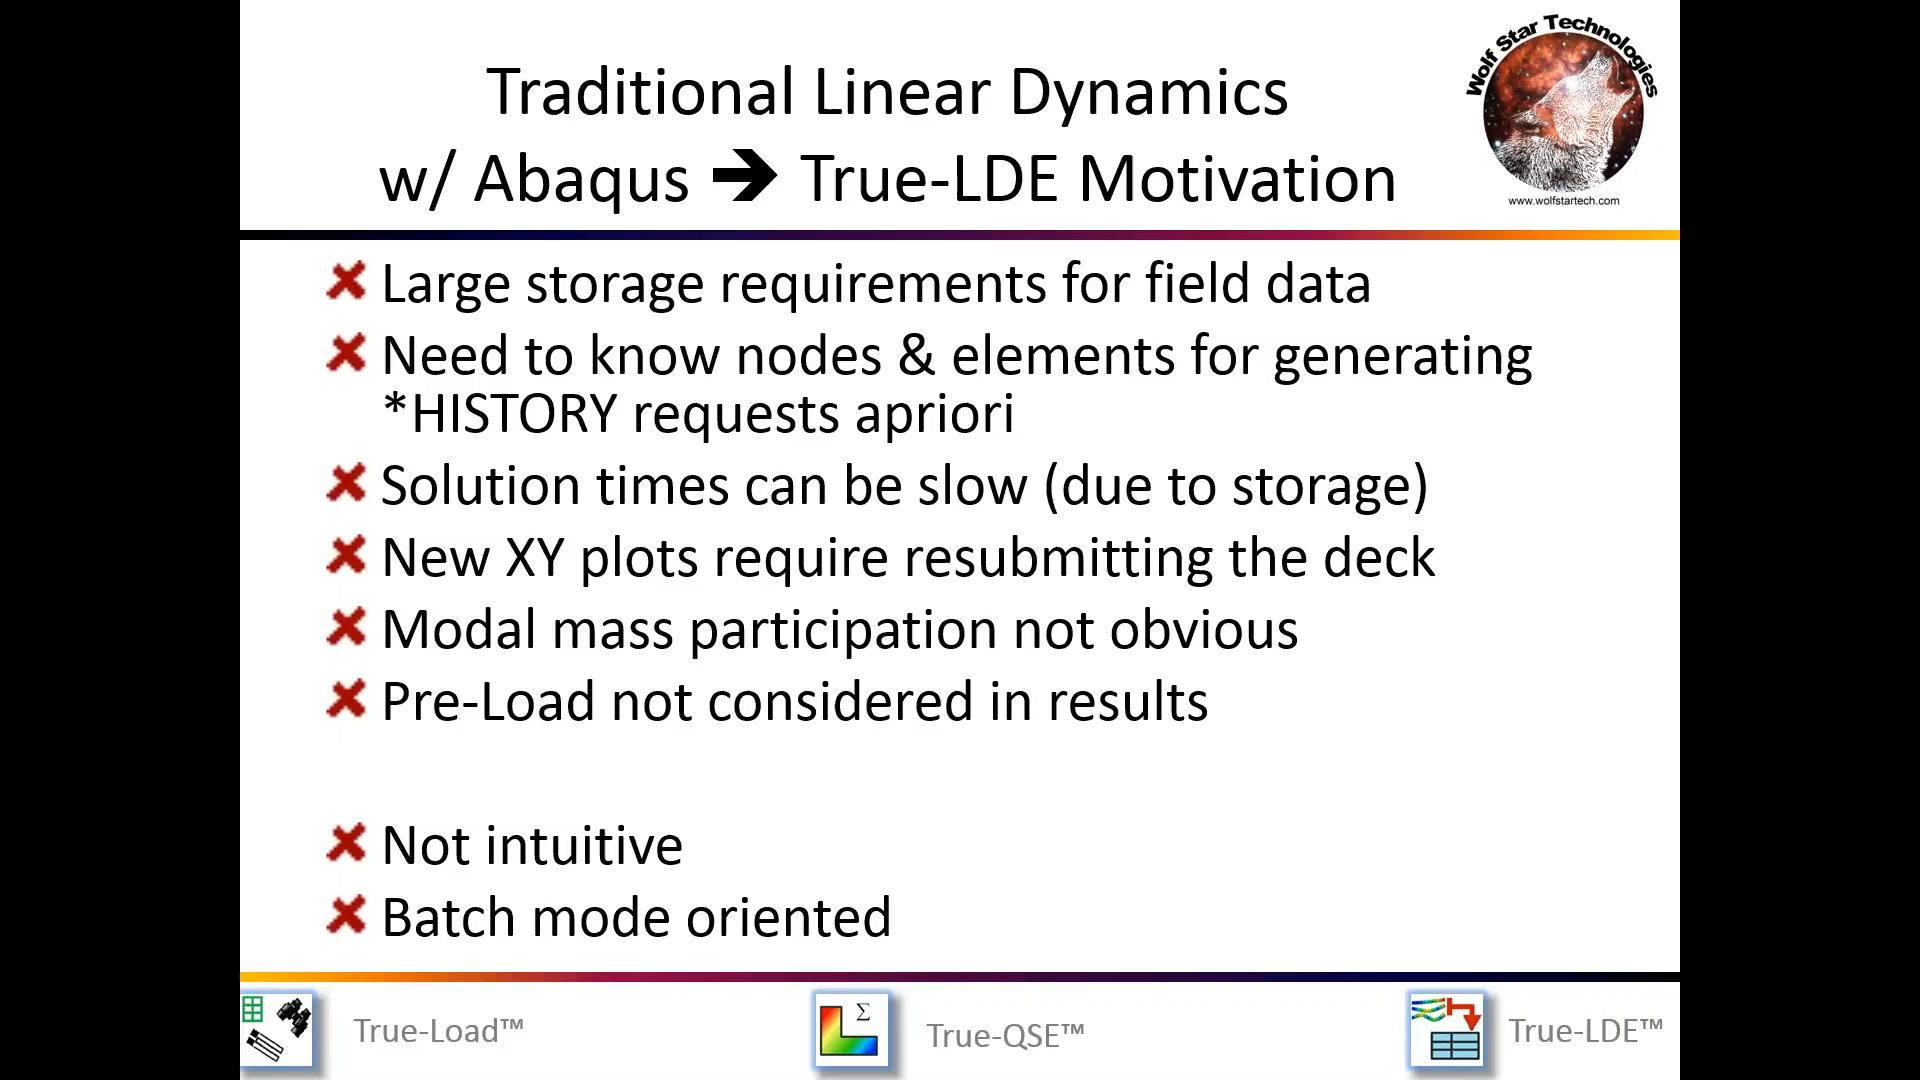 Wolf Star Technologies
Traditional Linear Dynamics
w/ Abaqus ➔ True-LDE Motivation
www.wolfstartech.com
Large storage requirements for field data
Need to know nodes & elements for generating
*HISTORY requests apriori
Solution times can be slow (due to storage)
New XY plots require resubmitting the deck
Modal mass participation not obvious
Pre-Load not considered in results
Not intuitive
Batch mode oriented
True-Load™
Σ
True-QSE™
True-LDE™